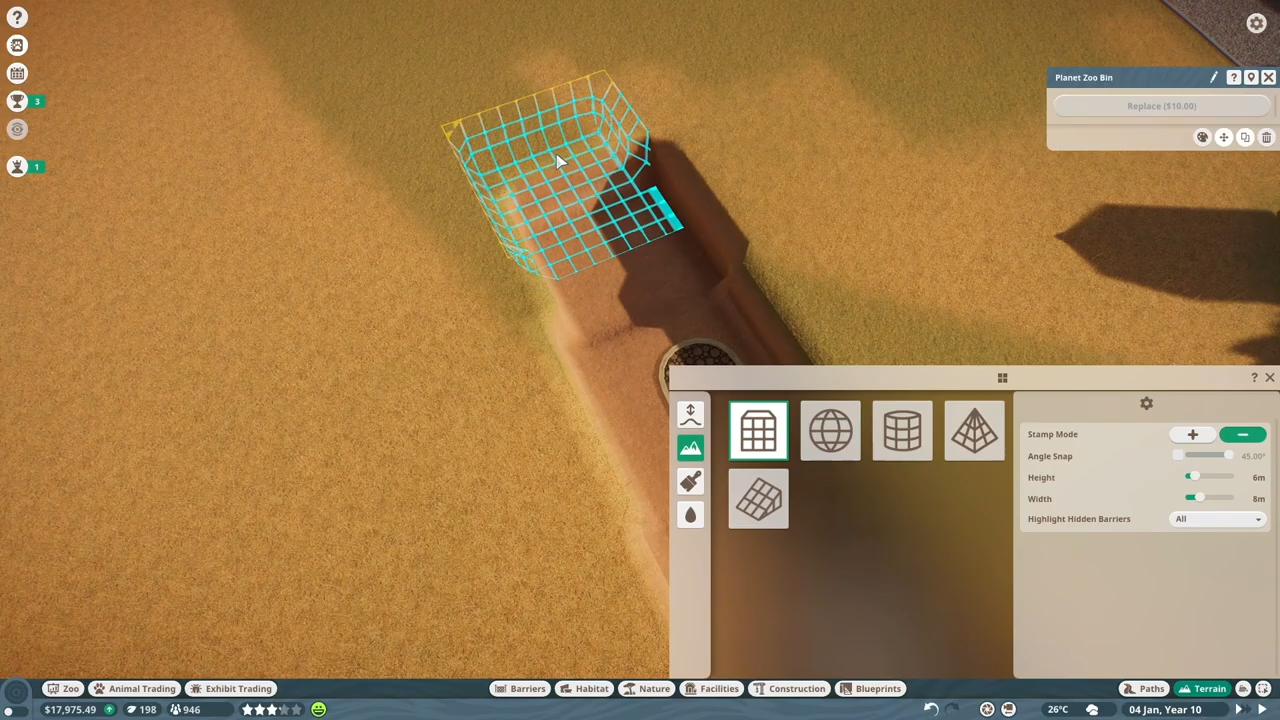 3
1
Planet Zoo Bin
Replace ($10.00)
Stamp Mode
Angle Snap 45.00°
Height 6m
Width 8m
Highlight Hidden Barriers All
Zoo Animal Trading Exhibit Trading Barriers Habitat Nature Facilities Construction Blueprints Paths Terrain
$17,975.49 198 946 26°C 04 Jan, Year 10